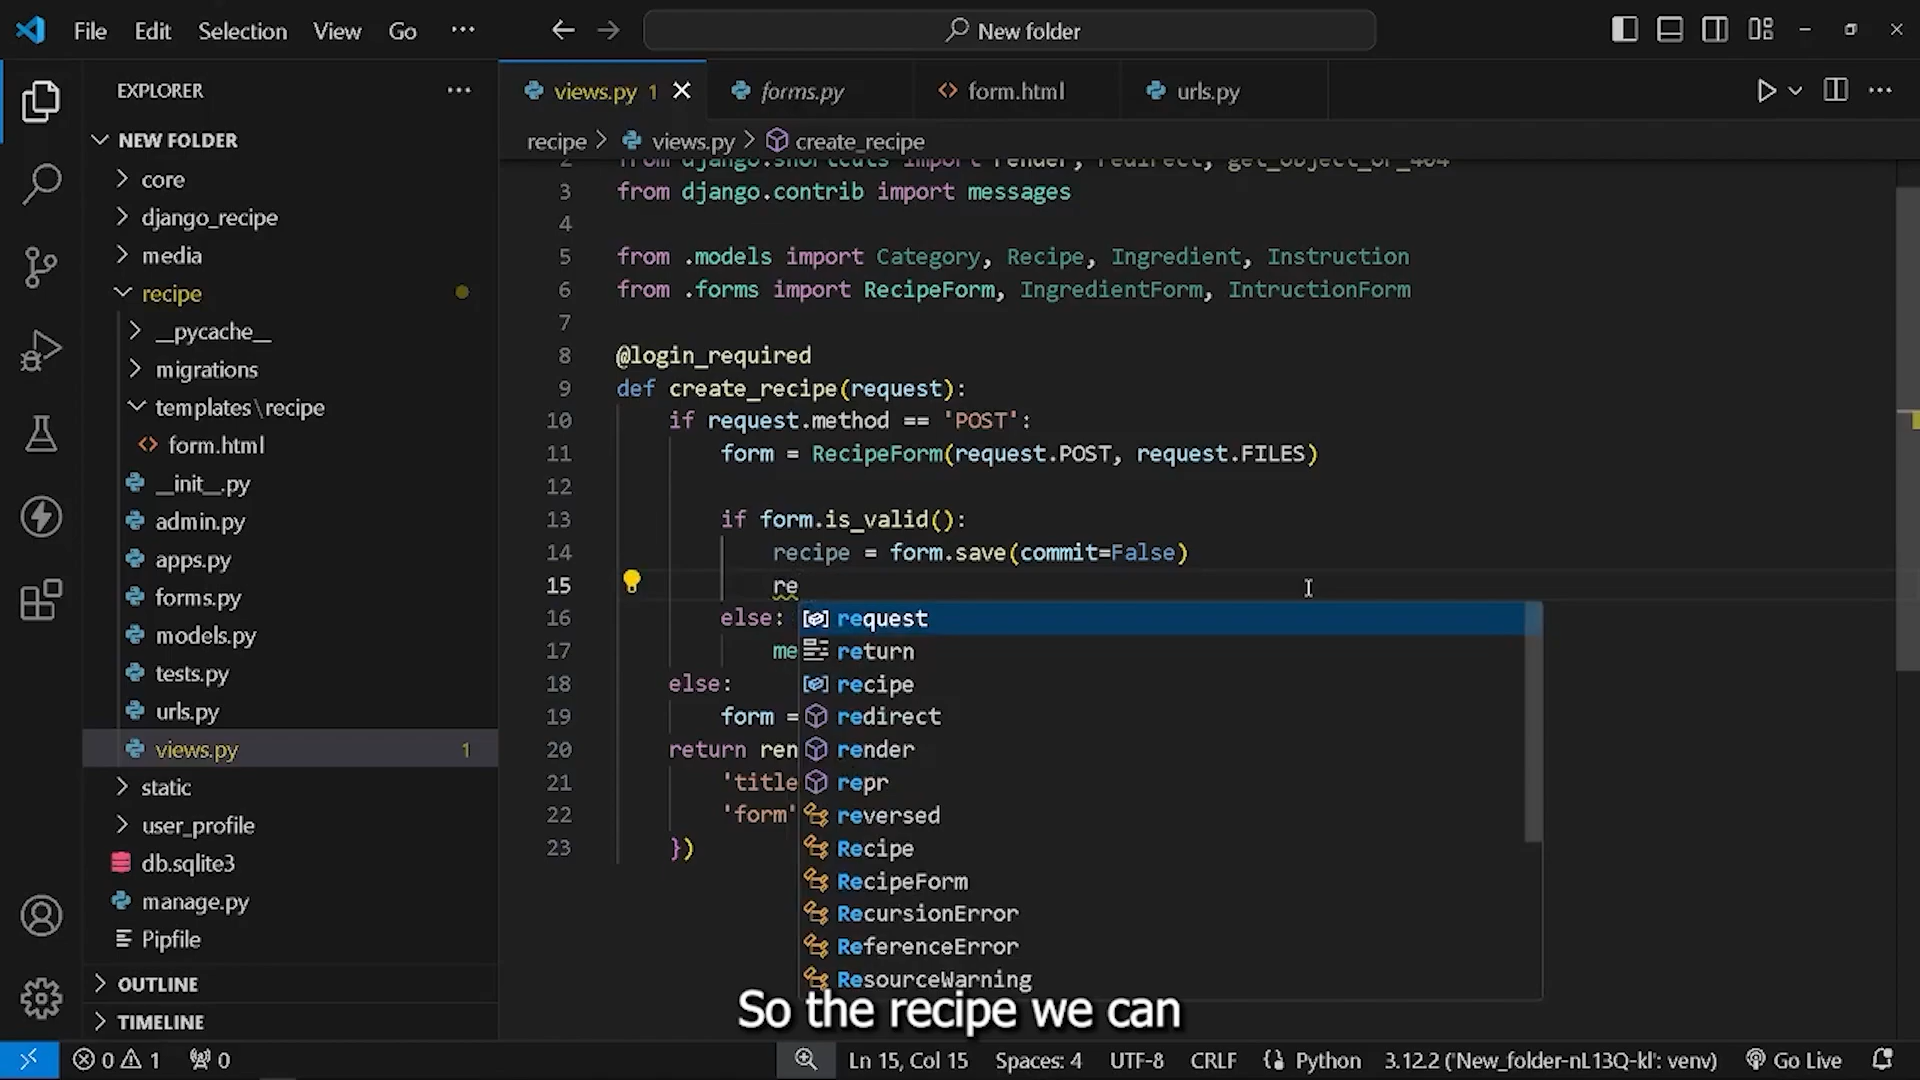 File Edit Selection View Go ··· New folder
EXPLORER ···
NEW FOLDER
core
django_recipe
media
recipe
__pycache__
migrations
templates\recipe
form.html
__init__.py
admin.py
apps.py
forms.py
models.py
tests.py
urls.py
views.py 1
static
user_profile
db.sqlite3
manage.py
Pipfile
OUTLINE
TIMELINE
views.py 1 forms.py form.html urls.py
recipe > views.py > create_recipe
2 from django.shortcuts import render, redirect, get_object_or_404
3 from django.contrib import messages
4
5 from .models import Category, Recipe, Ingredient, Instruction
6 from .forms import RecipeForm, IngredientForm, IntructionForm
7
8 @login_required
9 def create_recipe(request):
10 if request.method == 'POST':
11 form = RecipeForm(request.POST, request.FILES)
12
13 if form.is_valid():
14 recipe = form.save(commit=False)
15 re
16 else:
17 me
18 else:
19 form =
20 return ren
21 'title
22 'form'
23 })
request
return
recipe
redirect
render
repr
reversed
Recipe
RecipeForm
RecursionError
ReferenceError
ResourceWarning
So the recipe we can
0 1 0 Ln 15, Col 15 Spaces: 4 UTF-8 CRLF Python 3.12.2 ('New_folder-nL13Q-kl': venv) Go Live